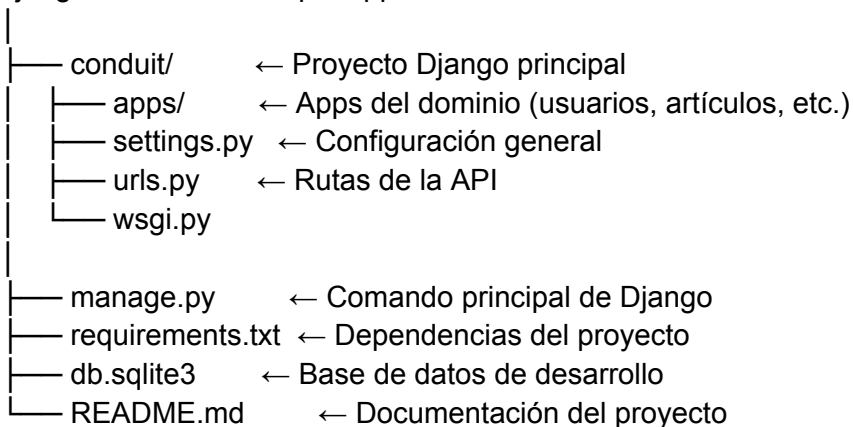 │
├── conduit/ ← Proyecto Django principal
│ ├── apps/ ← Apps del dominio (usuarios, artículos, etc.)
│ ├── settings.py ← Configuración general
│ ├── urls.py ← Rutas de la API
│ └── wsgi.py
│
├── manage.py ← Comando principal de Django
├── requirements.txt ← Dependencias del proyecto
├── db.sqlite3 ← Base de datos de desarrollo
└── README.md ← Documentación del proyecto